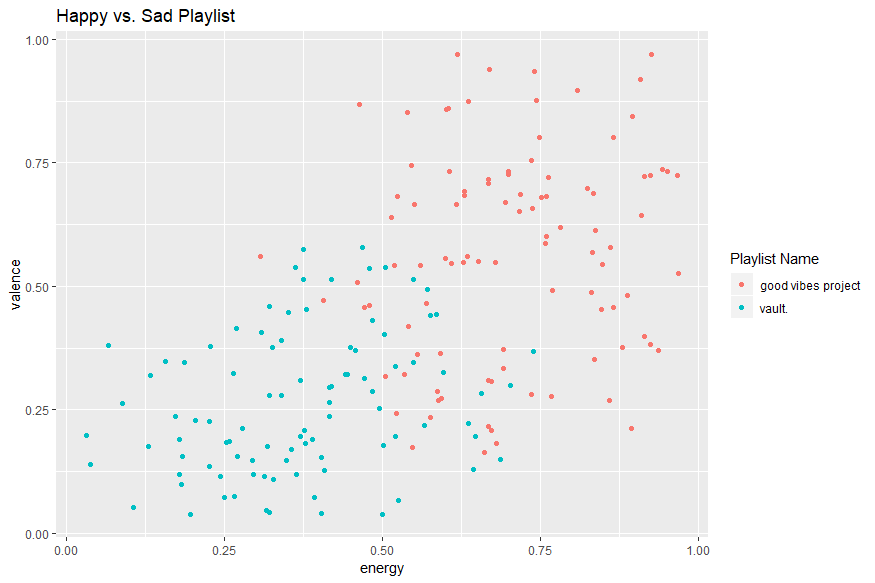 Happy vs. Sad Playlist
1.00
0.75
0.50
0.25
0.00
valence
0.00 0.25 0.50 0.75 1.00
energy
Playlist Name
good vibes project
vault.